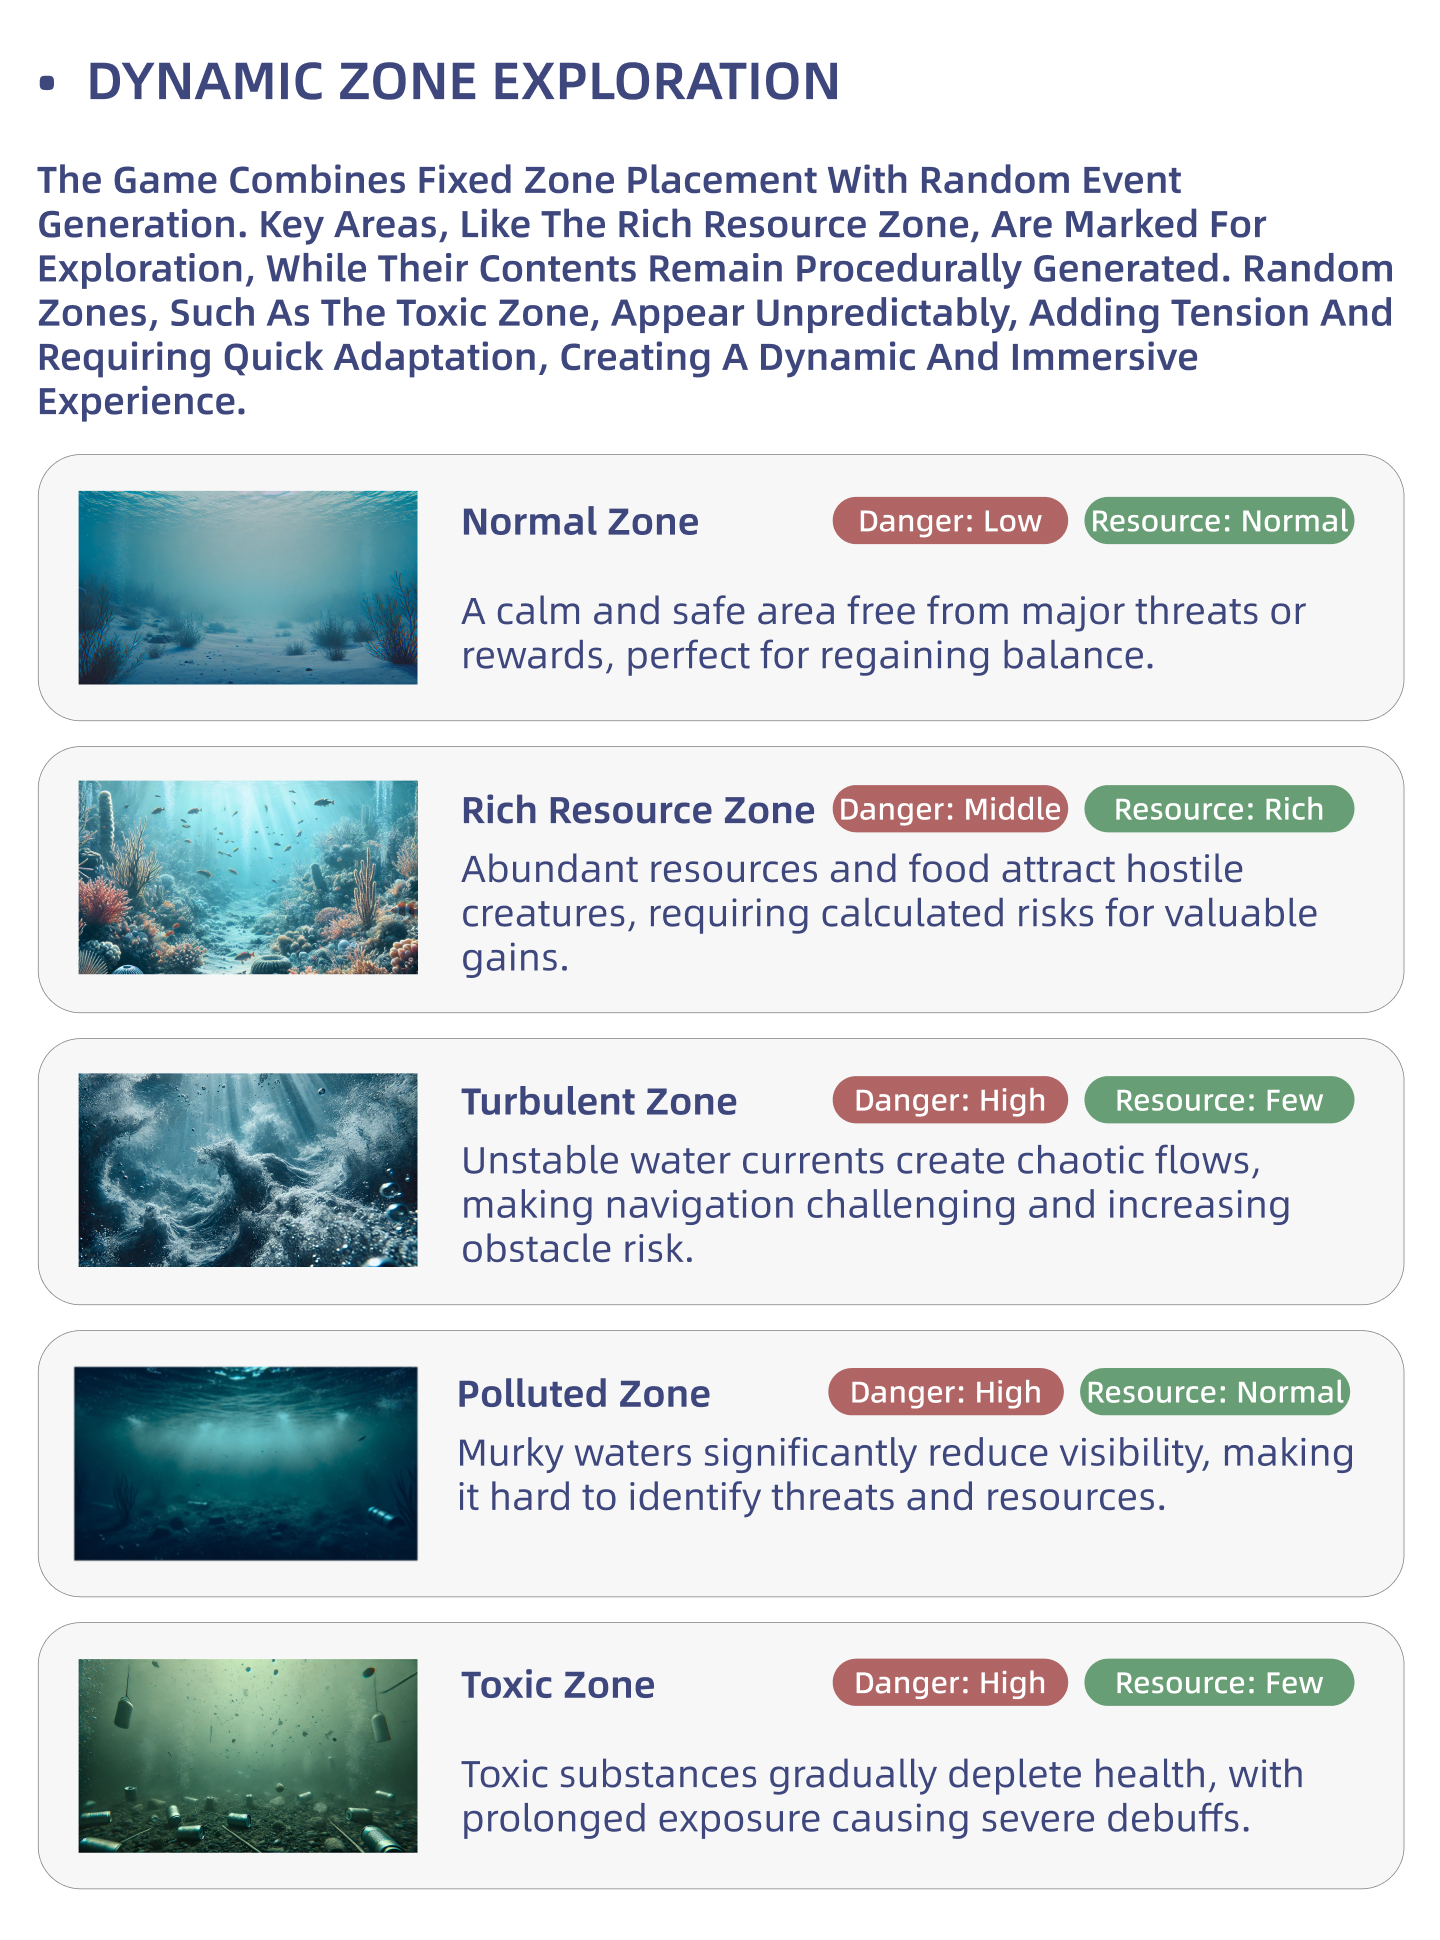 • DYNAMIC ZONE EXPLORATION
The Game Combines Fixed Zone Placement With Random Event
Generation. Key Areas, Like The Rich Resource Zone, Are Marked For
Exploration, While Their Contents Remain Procedurally Generated. Random
Zones, Such As The Toxic Zone, Appear Unpredictably, Adding Tension And
Requiring Quick Adaptation, Creating A Dynamic And Immersive
Experience.
Normal Zone
Danger: Low
Resource: Normal
A calm and safe area free from major threats or
rewards, perfect for regaining balance.
Rich Resource Zone
Danger: Middle
Resource: Rich
Abundant resources and food attract hostile
creatures, requiring calculated risks for valuable
gains.
Turbulent Zone
Danger: High
Resource: Few
Unstable water currents create chaotic flows,
making navigation challenging and increasing
obstacle risk.
Polluted Zone
Danger: High
Resource: Normal
Murky waters significantly reduce visibility, making
it hard to identify threats and resources.
Toxic Zone
Danger: High
Resource: Few
Toxic substances gradually deplete health, with
prolonged exposure causing severe debuffs.